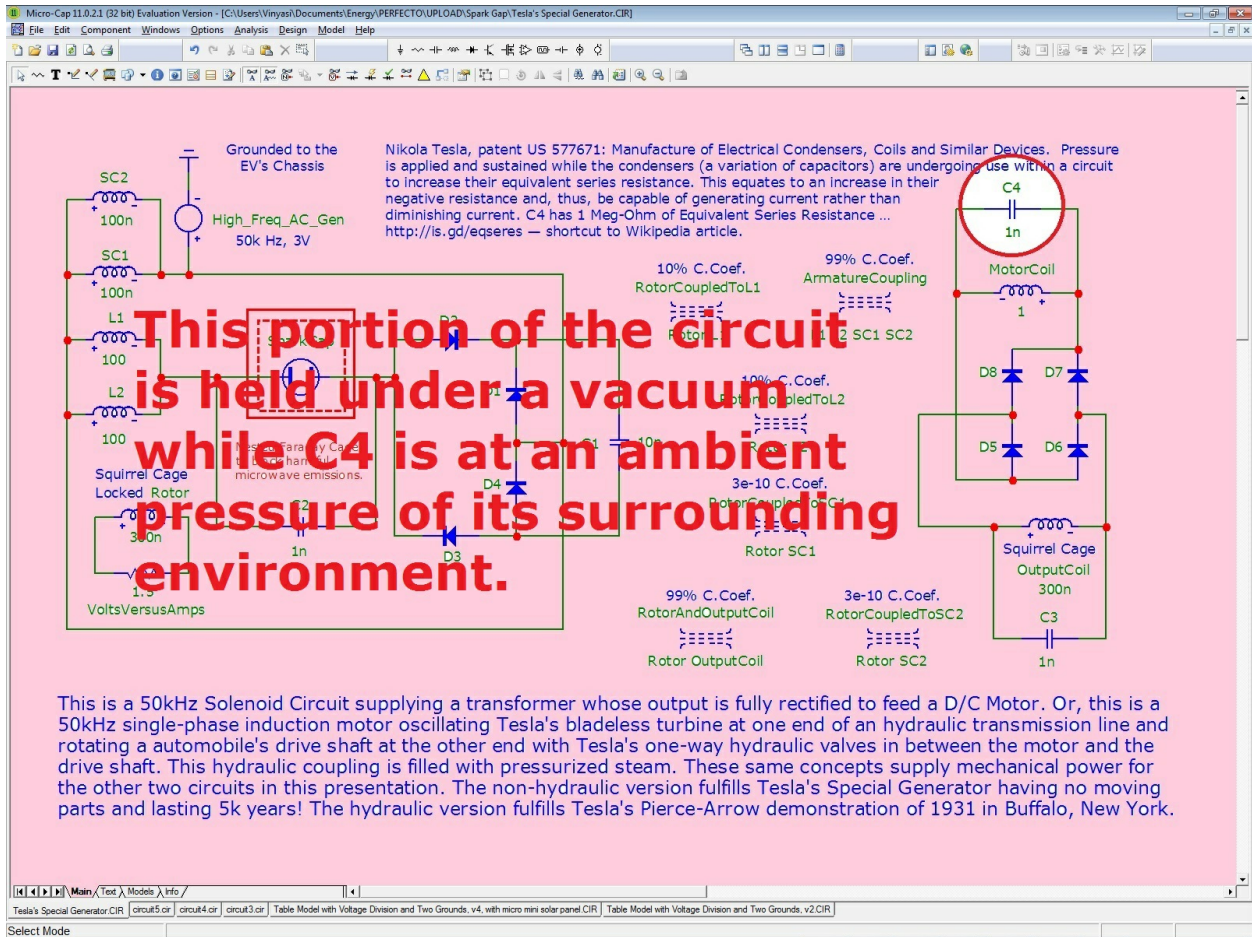 Micro-Cap 11.0.2.1 (32 bit) Evaluation Version - [C:\Users\Vinyasi\Documents\Energy\PERFECTO\UPLOAD\Spark Gap\Tesla's Special Generator.CIR]
File Edit Component Windows Options Analysis Design Model Help
Grounded to the
EV's Chassis
Nikola Tesla, patent US 577671: Manufacture of Electrical Condensers, Coils and Similar Devices. Pressure
is applied and sustained while the condensers (a variation of capacitors) are undergoing use within a circuit
to increase their equivalent series resistance. This equates to an increase in their
negative resistance and, thus, be capable of generating current rather than
diminishing current. C4 has 1 Meg-Ohm of Equivalent Series Resistance ...
http://is.gd/eqseres — shortcut to Wikipedia article.
SC2
100n
High_Freq_AC_Gen
50k Hz, 3V
SC1
100n
L1
100
L2
100
C4
1n
MotorCoil
1
10% C.Coef.
RotorCoupledToL1
99% C.Coef.
ArmatureCoupling
SC1 SC2
This portion of the circuit
is held under a vacuum
while C4 is at an ambient
pressure of its surrounding
environment.
D2
D1
10% C.Coef.
C1
10n
D4
D3
microwave emissions.
Squirrel Cage
Locked Rotor
300n
C2
1n
1.5
VoltsVersusAmps
3e-10 C.Coef.
RotorCoupledToSC1
Rotor SC1
99% C.Coef.
RotorAndOutputCoil
Rotor OutputCoil
3e-10 C.Coef.
RotorCoupledToSC2
Rotor SC2
D8
D7
D5
D6
Squirrel Cage
OutputCoil
300n
C3
1n
This is a 50kHz Solenoid Circuit supplying a transformer whose output is fully rectified to feed a D/C Motor. Or, this is a
50kHz single-phase induction motor oscillating Tesla's bladeless turbine at one end of an hydraulic transmission line and
rotating a automobile's drive shaft at the other end with Tesla's one-way hydraulic valves in between the motor and the
drive shaft. This hydraulic coupling is filled with pressurized steam. These same concepts supply mechanical power for
the other two circuits in this presentation. The non-hydraulic version fulfills Tesla's Special Generator having no moving
parts and lasting 5k years! The hydraulic version fulfills Tesla's Pierce-Arrow demonstration of 1931 in Buffalo, New York.
Main Text Models Info
Tesla's Special Generator.CIR circuit5.cir circuit4.cir circuit3.cir Table Model with Voltage Division and Two Grounds, v4, with micro mini solar panel.CIR Table Model with Voltage Division and Two Grounds, v2.CIR
Select Mode